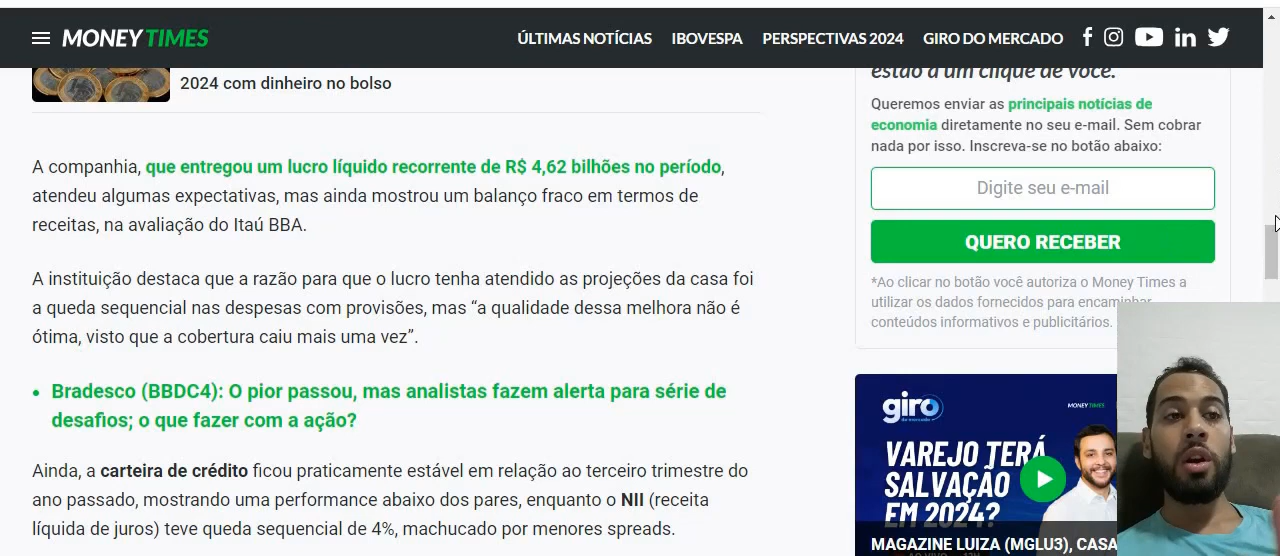 MONEY TIMES
ÚLTIMAS NOTÍCIAS IBOVESPA PERSPECTIVAS 2024 GIRO DO MERCADO
2024 com dinheiro no bolso
A companhia, que entregou um lucro líquido recorrente de R$ 4,62 bilhões no período,
atendeu algumas expectativas, mas ainda mostrou um balanço fraco em termos de
receitas, na avaliação do Itaú BBA.
A instituição destaca que a razão para que o lucro tenha atendido as projeções da casa foi
a queda sequencial nas despesas com provisões, mas “a qualidade dessa melhora não é
ótima, visto que a cobertura caiu mais uma vez”.
• Bradesco (BBDC4): O pior passou, mas analistas fazem alerta para série de
desafios; o que fazer com a ação?
Ainda, a carteira de crédito ficou praticamente estável em relação ao terceiro trimestre do
ano passado, mostrando uma performance abaixo dos pares, enquanto o NII (receita
líquida de juros) teve queda sequencial de 4%, machucado por menores spreads.
estão a um clique de você.
Queremos enviar as principais notícias de
economia diretamente no seu e-mail. Sem cobrar
nada por isso. Inscreva-se no botão abaixo:
Digite seu e-mail
QUERO RECEBER
*Ao clicar no botão você autoriza o Money Times a
utilizar os dados fornecidos para encaminhar
conteúdos informativos e publicitários.
giro
do mercado
MONEY TIMES
VAREJO TERÁ
SALVAÇÃO
EM 2024?
MAGAZINE LUIZA (MGLU3), CASA